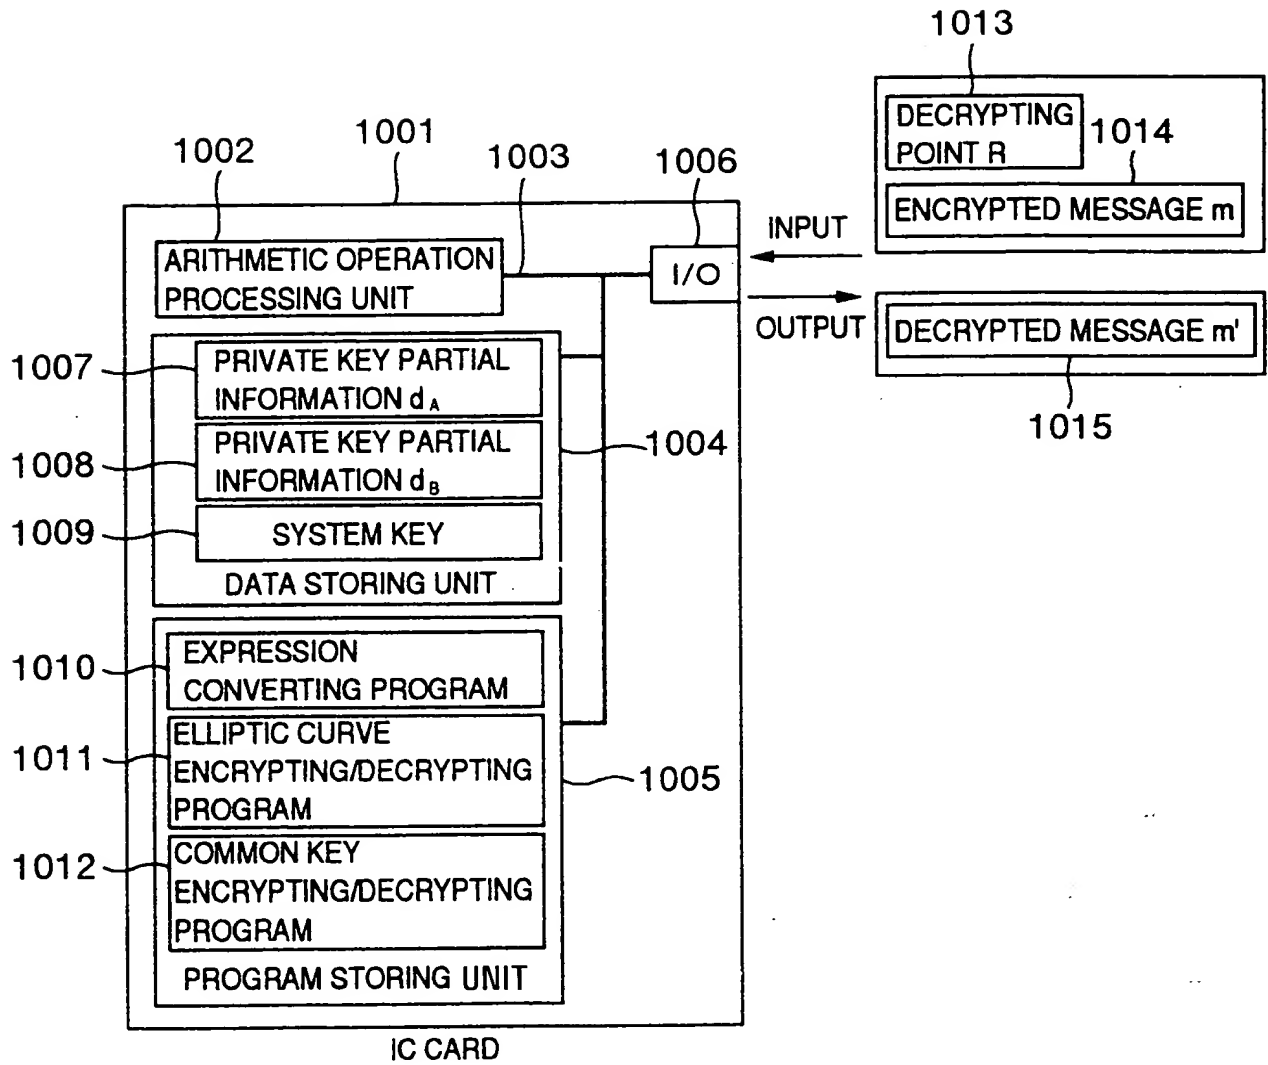 1013
DECRYPTING
POINT R
1014
ENCRYPTED MESSAGE m
1001
1002
1003
1006
INPUT
ARITHMETIC OPERATION
PROCESSING UNIT
I/O
OUTPUT
DECRYPTED MESSAGE m'
1015
1007
PRIVATE KEY PARTIAL
INFORMATION dA
1004
1008
PRIVATE KEY PARTIAL
INFORMATION dB
1009
SYSTEM KEY
DATA STORING UNIT
1010
EXPRESSION
CONVERTING PROGRAM
1011
ELLIPTIC CURVE
ENCRYPTING/DECRYPTING
PROGRAM
1005
1012
COMMON KEY
ENCRYPTING/DECRYPTING
PROGRAM
PROGRAM STORING UNIT
IC CARD